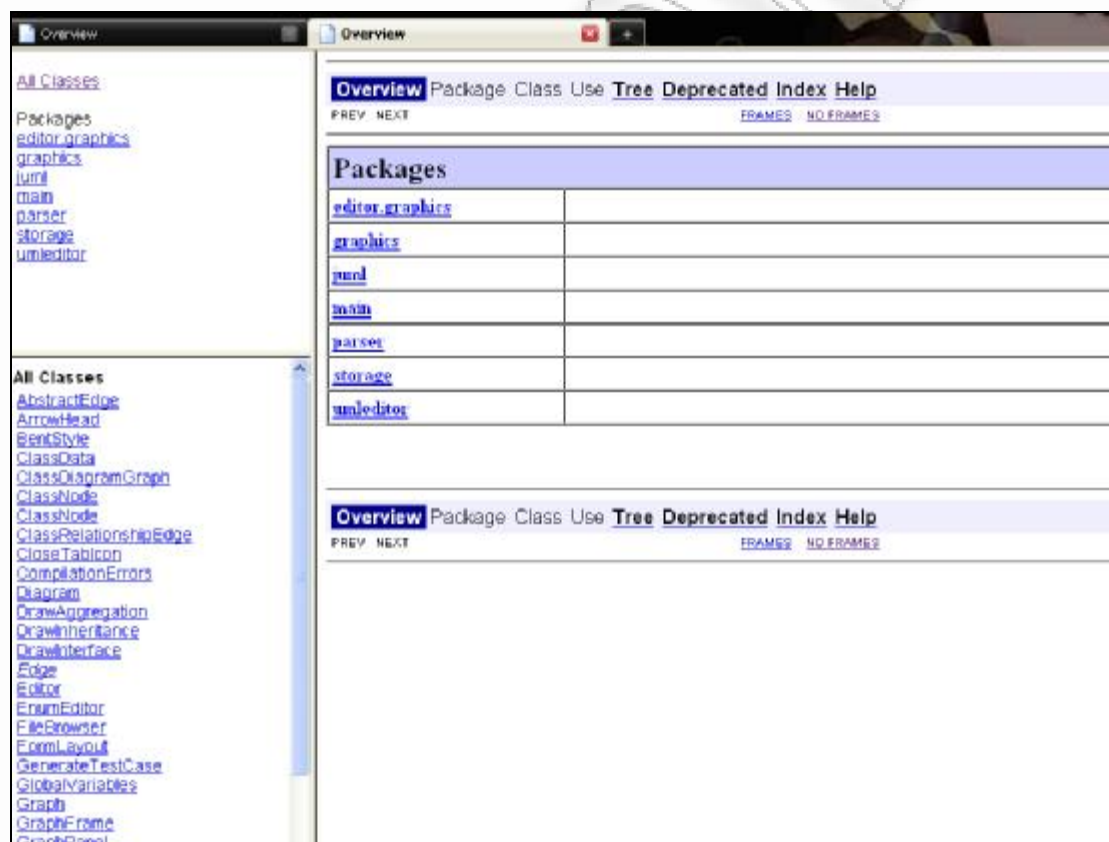 Overview
Overview
All Classes
Packages
editor.graphics
graphics
juml
main
parser
storage
umleditor
All Classes
AbstractEdge
ArrowHead
BentStyle
ClassData
ClassDiagramGraph
ClassNode
ClassNode
ClassRelationshipEdge
CloseTabIcon
CompilationErrors
Diagram
DrawAggregation
DrawInheritance
DrawInterface
Edge
Editor
EnumEditor
FileBrowser
FormLayout
GenerateTestCase
GlobalVariables
Graph
GraphFrame
GraphPanel
Overview Package Class Use Tree Deprecated Index Help
PREV NEXT FRAMES NO FRAMES
Packages
editor.graphics
graphics
juml
main
parser
storage
umleditor
Overview Package Class Use Tree Deprecated Index Help
PREV NEXT FRAMES NO FRAMES